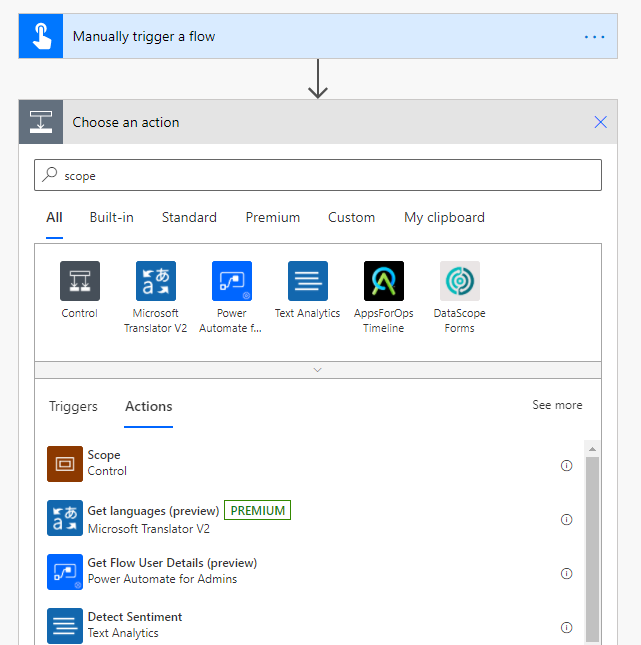 Manually trigger a flow
Choose an action
scope
All Built-in Standard Premium Custom My clipboard
Control
Microsoft
Translator V2
Power
Automate f...
Text Analytics
AppsForOps
Timeline
DataScope
Forms
Triggers Actions See more
Scope
Control
Get languages (preview) PREMIUM
Microsoft Translator V2
Get Flow User Details (preview)
Power Automate for Admins
Detect Sentiment
Text Analytics